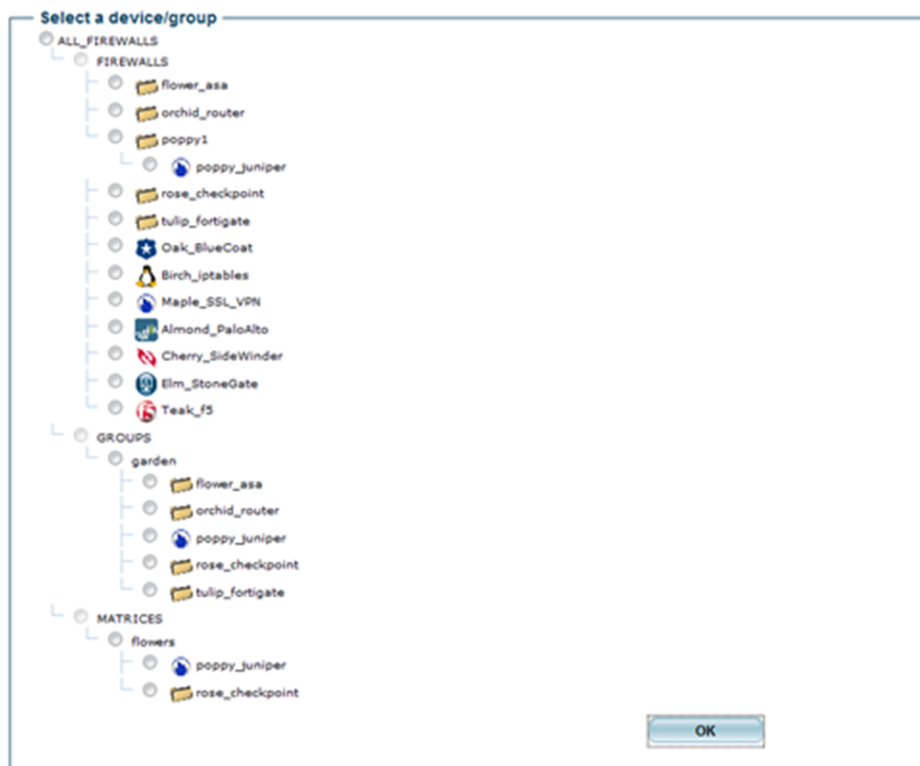 Select a device/group
ALL_FIREWALLS
FIREWALLS
flower_asa
orchid_router
poppy1
poppy_juniper
rose_checkpoint
tulip_fortigate
Oak_BlueCoat
Birch_iptables
Maple_SSL_VPN
Almond_PaloAlto
Cherry_SideWinder
Elm_StoneGate
Teak_f5
GROUPS
garden
flower_asa
orchid_router
poppy_juniper
rose_checkpoint
tulip_fortigate
MATRICES
flowers
poppy_juniper
rose_checkpoint
OK